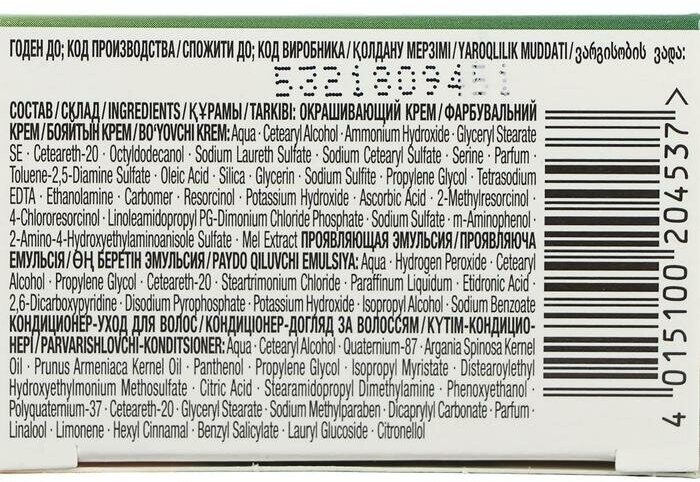 ГОДЕН ДО; КОД ПРОИЗВОДСТВА / СПОЖИТИ ДО; КОД ВИРОБНИКА / ҚОЛДАНУ МЕРЗІМІ / YAROQLILIK MUDDATI / ვარგისობის ვადა:
СОСТАВ / СКЛАД / INGREDIENTS / ҚҰРАМЫ / TARKIBI: ОКРАШИВАЮЩИЙ КРЕМ / ФАРБУВАЛЬНИЙ
КРЕМ / БОЯЙТЫН КРЕМ / BO'YOVCHI KREM: Aqua · Cetearyl Alcohol · Ammonium Hydroxide · Glyceryl Stearate
SE · Ceteareth-20 · Octyldodecanol · Sodium Laureth Sulfate · Sodium Cetearyl Sulfate · Serine · Parfum ·
Toluene-2,5-Diamine Sulfate · Oleic Acid · Silica · Glycerin · Sodium Sulfite · Propylene Glycol · Tetrasodium
EDTA · Ethanolamine · Carbomer · Resorcinol · Potassium Hydroxide · Ascorbic Acid · 2-Methylresorcinol ·
4-Chlororesorcinol · Linoleamidopropyl PG-Dimonium Chloride Phosphate · Sodium Sulfate · m-Aminophenol ·
2-Amino-4-Hydroxyethylaminoanisole Sulfate · Mel Extract ПРОЯВЛЯЮЩАЯ ЭМУЛЬСИЯ / ПРОЯВЛЯЮЧА
ЕМУЛЬСІЯ / ӨҢ БЕРЕТІН ЭМУЛЬСИЯ / PAYDO QILUVCHI EMULSIYA: Aqua · Hydrogen Peroxide · Cetearyl
Alcohol · Propylene Glycol · Ceteareth-20 · Steartrimonium Chloride · Paraffinum Liquidum · Etidronic Acid ·
2,6-Dicarboxypyridine · Disodium Pyrophosphate · Potassium Hydroxide · Isopropyl Alcohol · Sodium Benzoate
КОНДИЦИОНЕР-УХОД ДЛЯ ВОЛОС / КОНДИЦІОНЕР-ДОГЛЯД ЗА ВОЛОССЯМ / КҮТІМ-КОНДИЦИО-
НЕРІ / PARVARISHLOVCHI-KONDITSIONER: Aqua · Cetearyl Alcohol · Quaternium-87 · Argania Spinosa Kernel
Oil · Prunus Armeniaca Kernel Oil · Panthenol · Propylene Glycol · Isopropyl Myristate · Distearoylethyl
Hydroxyethylmonium Methosulfate · Citric Acid · Stearamidopropyl Dimethylamine · Phenoxyethanol ·
Polyquaternium-37 · Ceteareth-20 · Glyceryl Stearate · Sodium Methylparaben · Dicaprylyl Carbonate · Parfum ·
Linalool · Limonene · Hexyl Cinnamal · Benzyl Salicylate · Lauryl Glucoside · Citronellol
4 015100 204537 >